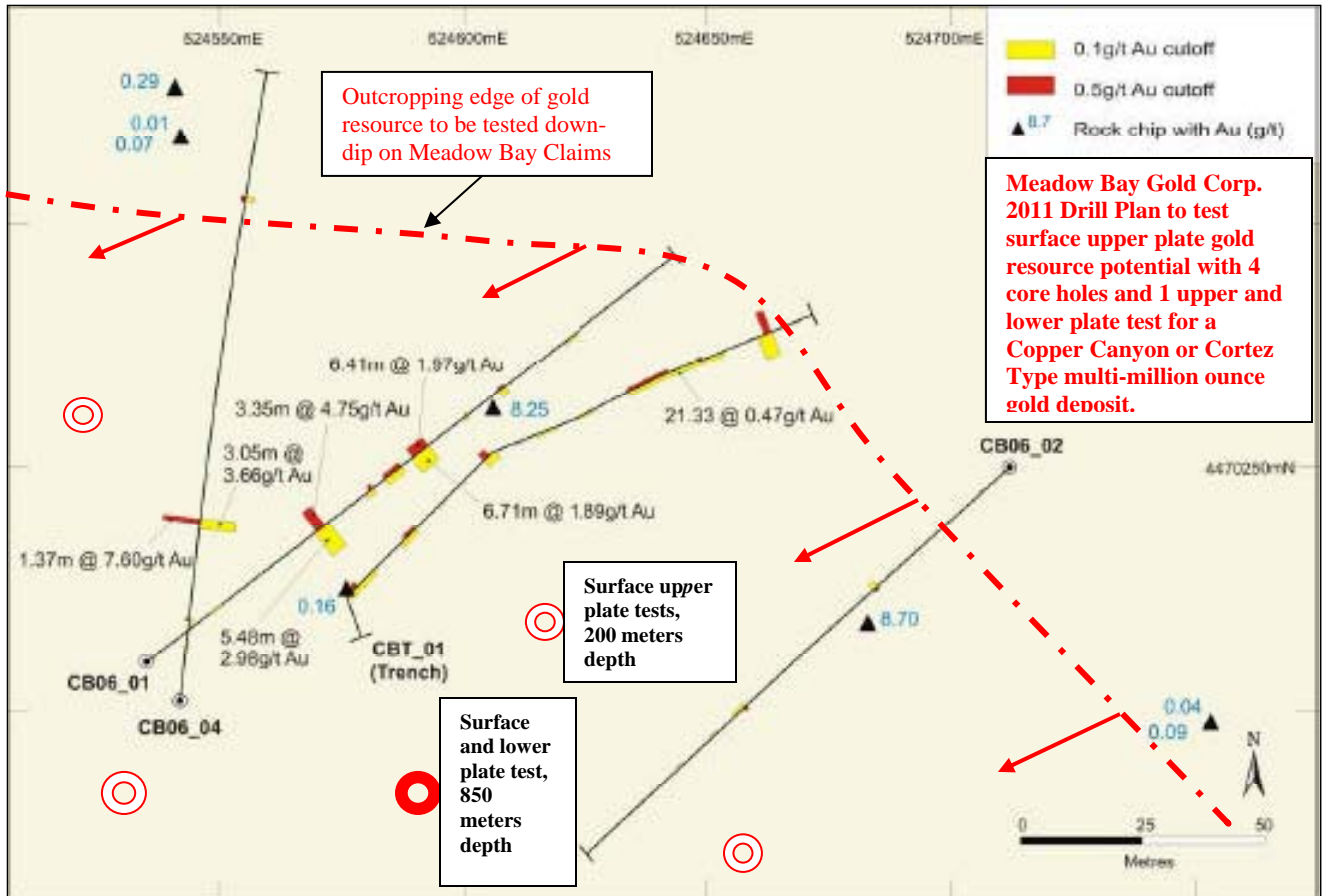 524550mE
524600mE
524650mE
524700mE
0.1g/t Au cutoff
0.5g/t Au cutoff
8.7 Rock chip with Au (g/t)
0.29
0.01
0.07
Outcropping edge of gold
resource to be tested down-
dip on Meadow Bay Claims
Meadow Bay Gold Corp.
2011 Drill Plan to test
surface upper plate gold
resource potential with 4
core holes and 1 upper and
lower plate test for a
Copper Canyon or Cortez
Type multi-million ounce
gold deposit.
6.41m @ 1.97g/t Au
3.35m @ 4.75g/t Au
8.25
21.33 @ 0.47g/t Au
3.05m @
3.66g/t Au
CB06_02
4470250mN
6.71m @ 1.89g/t Au
1.37m @ 7.60g/t Au
0.16
5.48m @
2.98g/t Au
CBT_01
(Trench)
Surface upper
plate tests,
200 meters
depth
8.70
CB06_01
CB06_04
Surface
and lower
plate test,
850
meters
depth
0.04
0.09
N
0
25
50
Metres